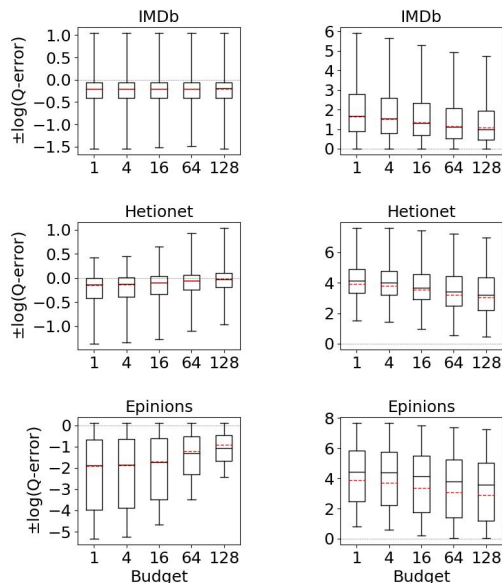 IMDb
±log(Q-error)
1.0
0.5
0.0
−0.5
−1.0
−1.5
1 4 16 64 128
IMDb
6
5
4
3
2
1
0
1 4 16 64 128
Hetionet
±log(Q-error)
1.0
0.5
0.0
−0.5
−1.0
1 4 16 64 128
Hetionet
6
4
2
0
1 4 16 64 128
Epinions
±log(Q-error)
0
−1
−2
−3
−4
−5
1 4 16 64 128
Budget
Epinions
8
6
4
2
0
1 4 16 64 128
Budget